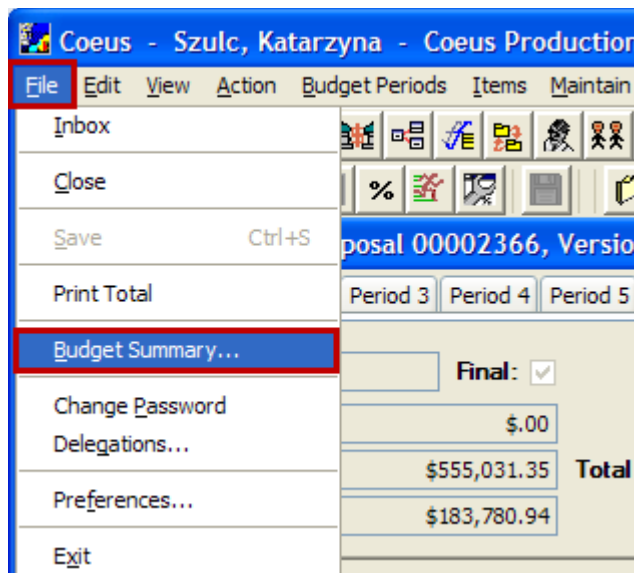 Coeus - Szulc, Katarzyna - Coeus Production
File Edit View Action Budget Periods Items Maintain
Inbox
Close
%
Save Ctrl+S
posal 00002366, Versio
Print Total
Period 3 Period 4 Period 5
Budget Summary...
Final:
Change Password
$.00
Delegations...
$555,031.35 Total
Preferences...
$183,780.94
Exit